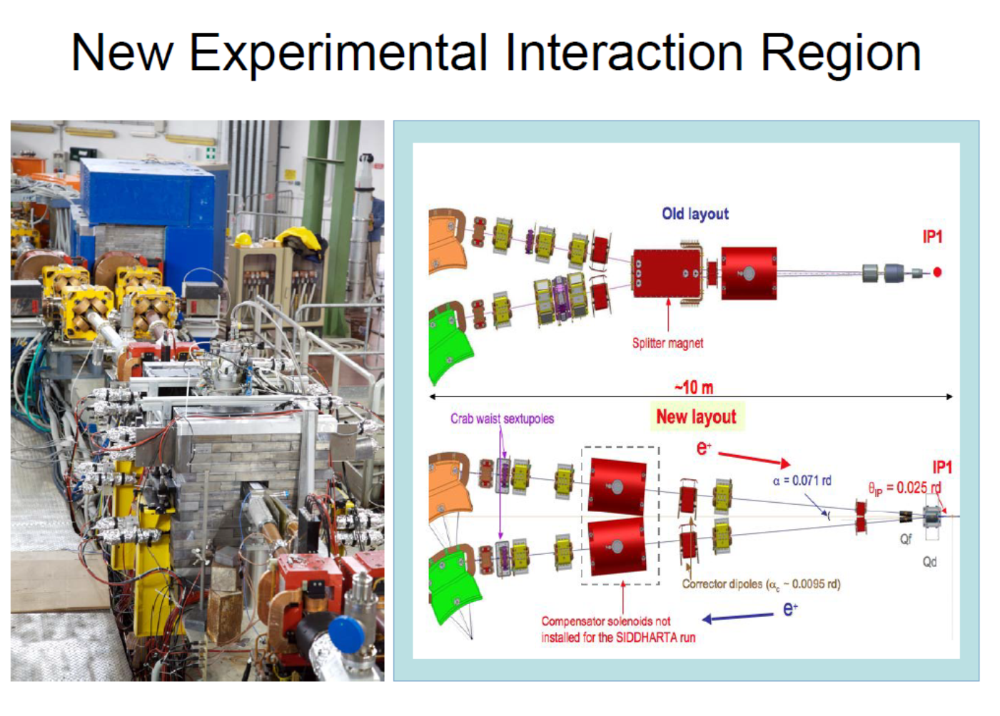 New Experimental Interaction Region
Old layout
IP1
Splitter magnet
~10 m
Crab waist sextupoles
New layout
e+
α = 0.071 rd
IP1
θIP = 0.025 rd
Qf
Qd
Corrector dipoles (αc ~ 0.0095 rd)
e+
Compensator solenoids not
installed for the SIDDHARTA run